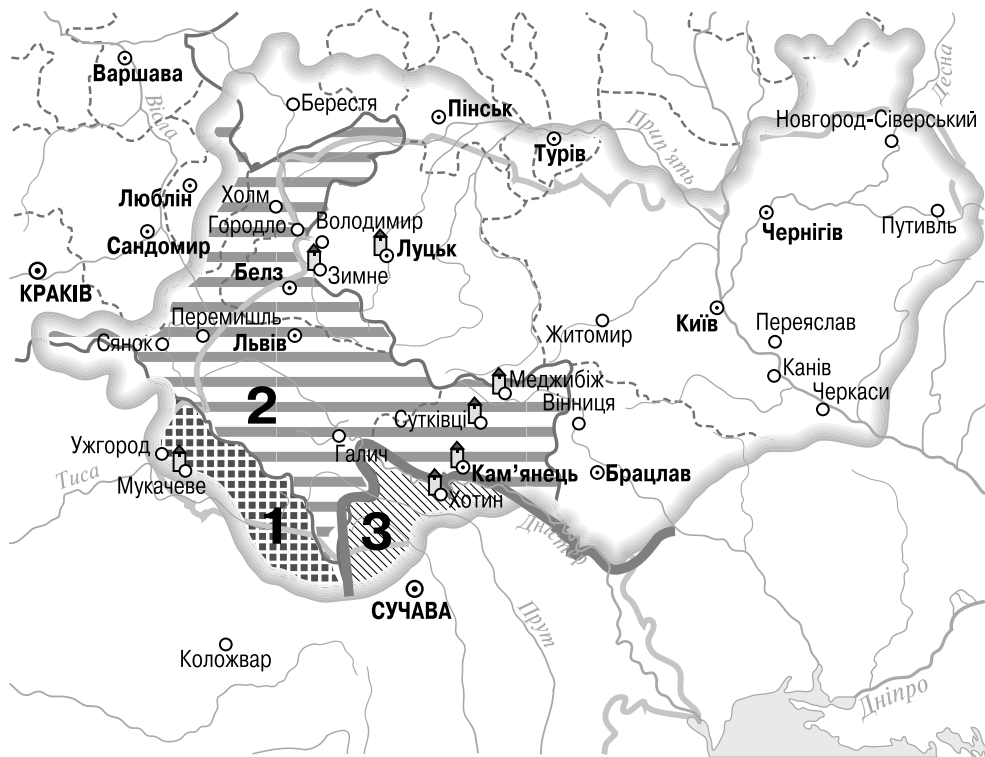 Варшава
Віала
Берестя
Пінськ
Турів
Прип'ять
Десна
Новгород-Сіверський
Люблін
Холм
Городло
Володимир
Луцьк
Чернігів
Путивль
Сандомир
Зимне
Белз
КРАКІВ
Перемишль
Сянок
Львів
Житомир
Київ
Переяслав
Канів
Черкаси
Меджибіж
Вінниця
2
Сутківці
Ужгород
Галич
Тиса
Мукачеве
Кам’янець
Брацлав
Хотин
1
3
Дністер
СУЧАВА
Прут
Коложвар
Дніпро